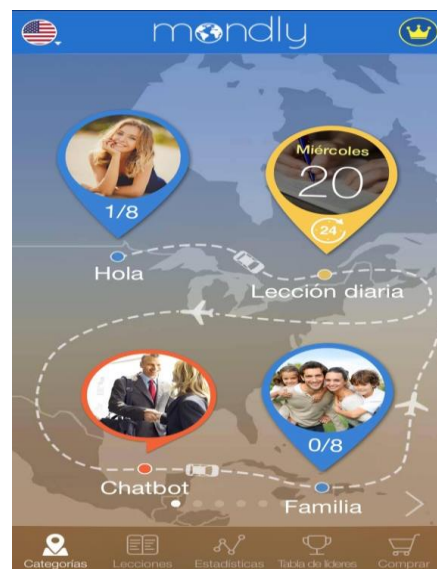 mondly
Miércoles
20
1/8
24
Hola
Lección diaria
0/8
Chatbot
Familia
Categorías Lecciones Estadísticas Tabla de líderes Comprar